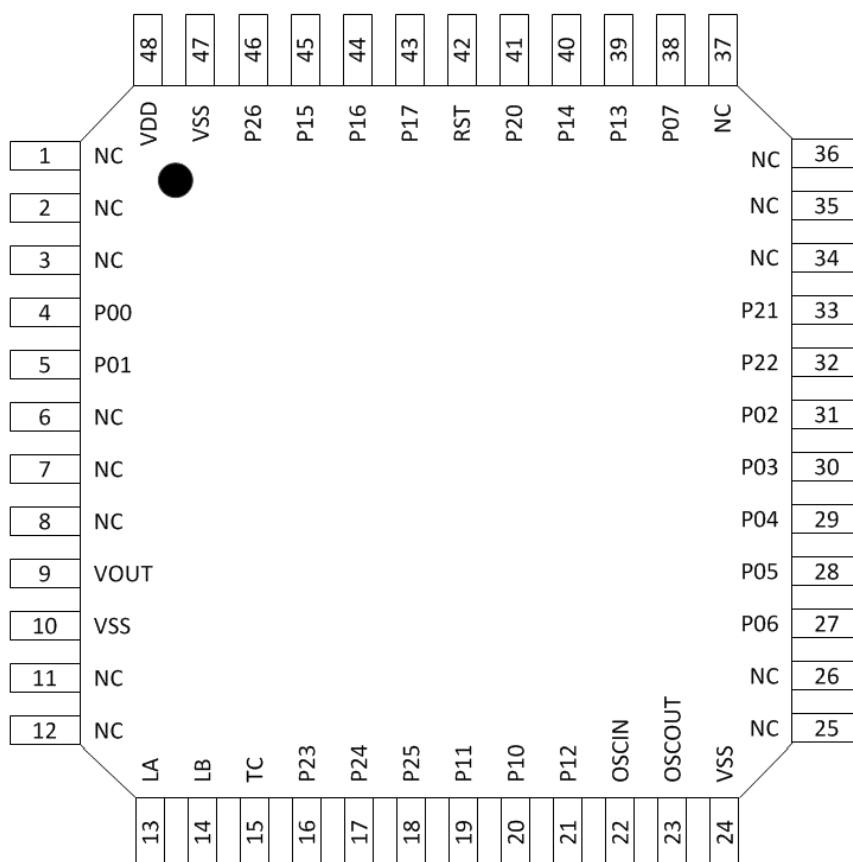 48 47 46 45 44 43 42 41 40 39 38 37
VDD VSS P26 P15 P16 P17 RST P20 P14 P13 P07 NC
1 NC NC 36
2 NC NC 35
3 NC NC 34
4 P00 P21 33
5 P01 P22 32
6 NC P02 31
7 NC P03 30
8 NC P04 29
9 VOUT P05 28
10 VSS P06 27
11 NC NC 26
12 NC NC 25
LA LB TC P23 P24 P25 P11 P10 P12 OSCIN OSCOUT VSS
13 14 15 16 17 18 19 20 21 22 23 24